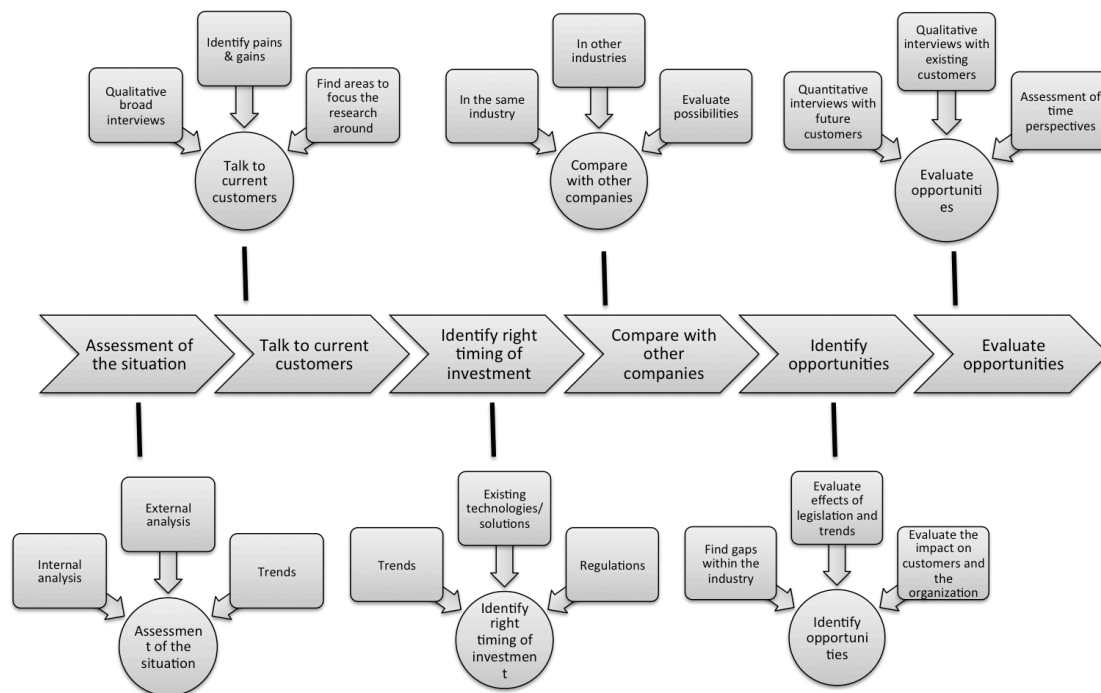 Identify pains
& gains
Qualitative
broad
interviews
Find areas to
focus the
research
around
Talk to
current
customers
In other
industries
In the same
industry
Evaluate
possibilities
Compare
with other
companies
Qualitative
interviews with
existing
customers
Quantitative
interviews with
future
customers
Assessment of
time
perspectives
Evaluate
opportuniti
es
Assessment of
the situation
Talk to current
customers
Identify right
timing of
investment
Compare with
other
companies
Identify
opportunities
Evaluate
opportunities
External
analysis
Internal
analysis
Trends
Assessmen
t of the
situation
Existing
technologies/
solutions
Trends
Regulations
Identify
right
timing of
investmen
t
Evaluate
effects of
legislation and
trends
Find gaps
within the
industry
Evaluate the
impact on
customers and
the
organization
Identify
opportuni
ties